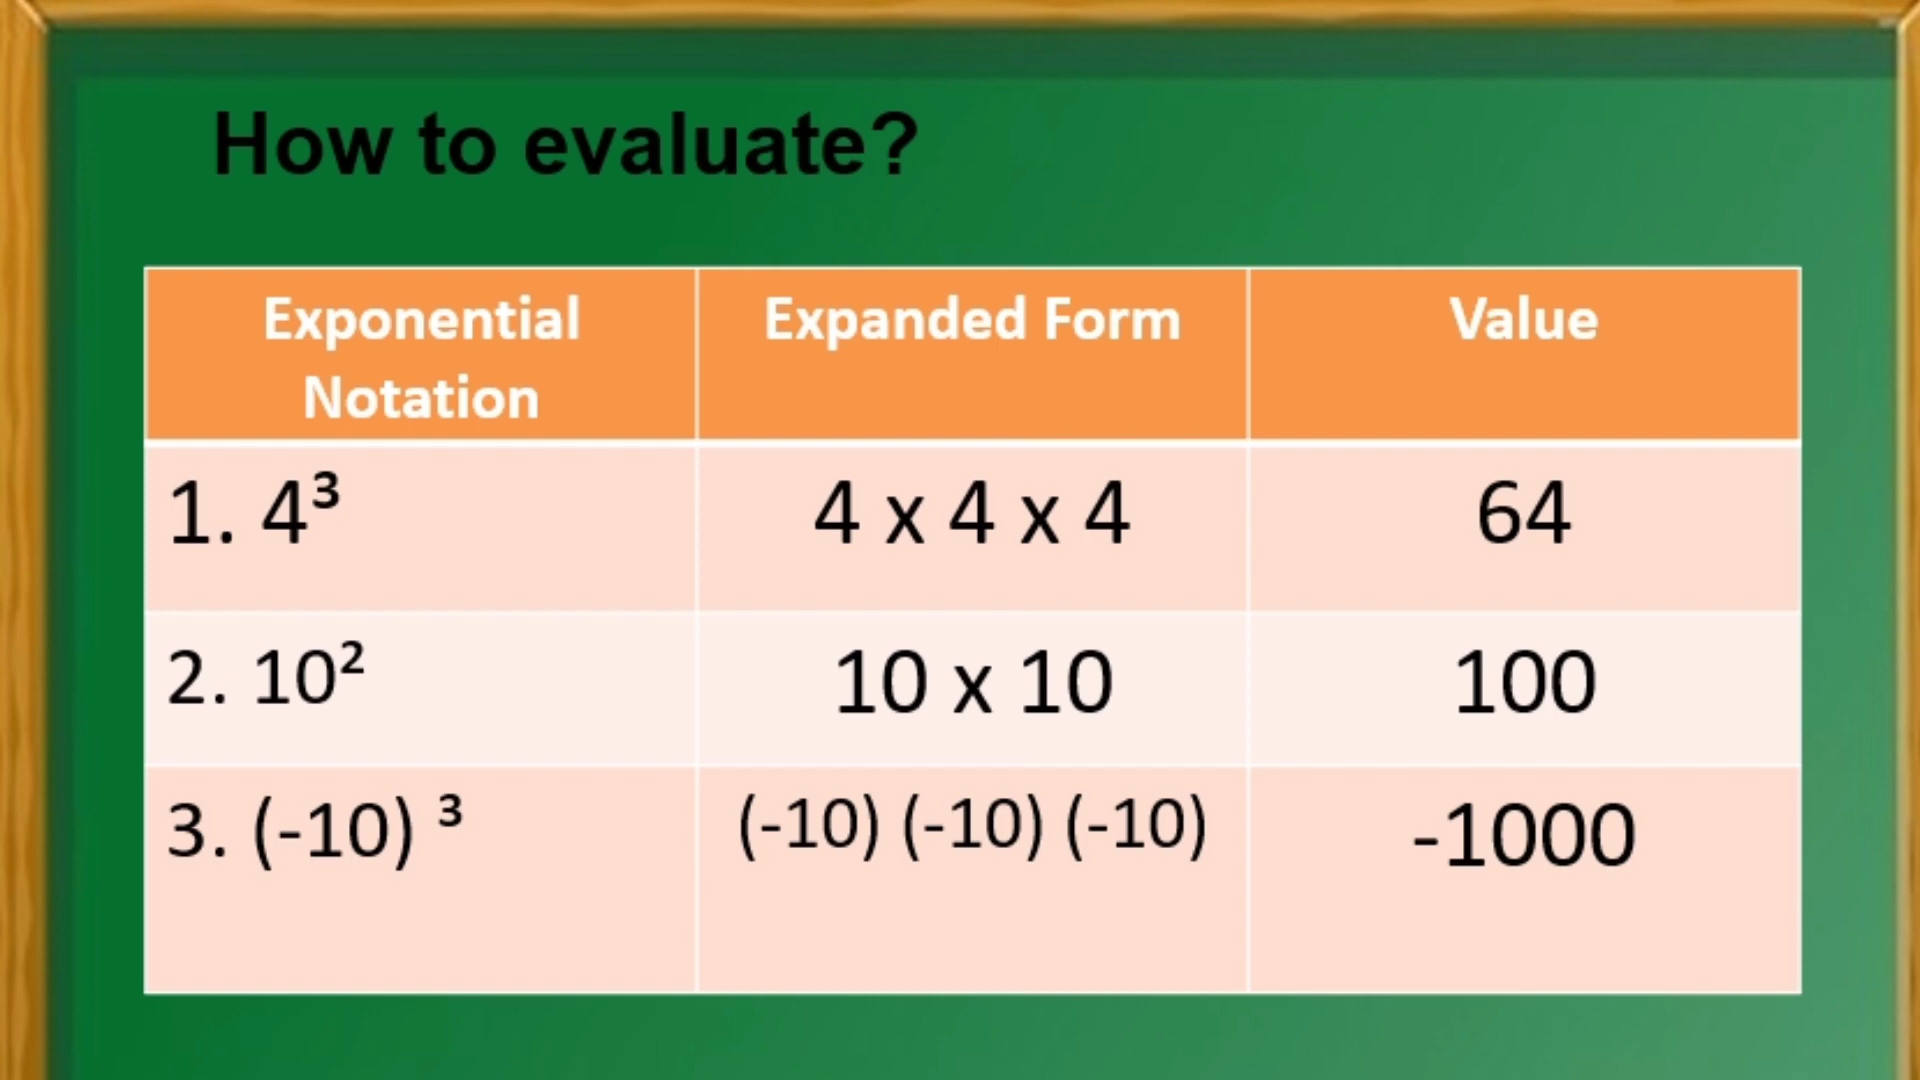 How to evaluate?
Exponential Notation | Expanded Form | Value
1. 4³ | 4 x 4 x 4 | 64
2. 10² | 10 x 10 | 100
3. (-10) ³ | (-10) (-10) (-10) | -1000